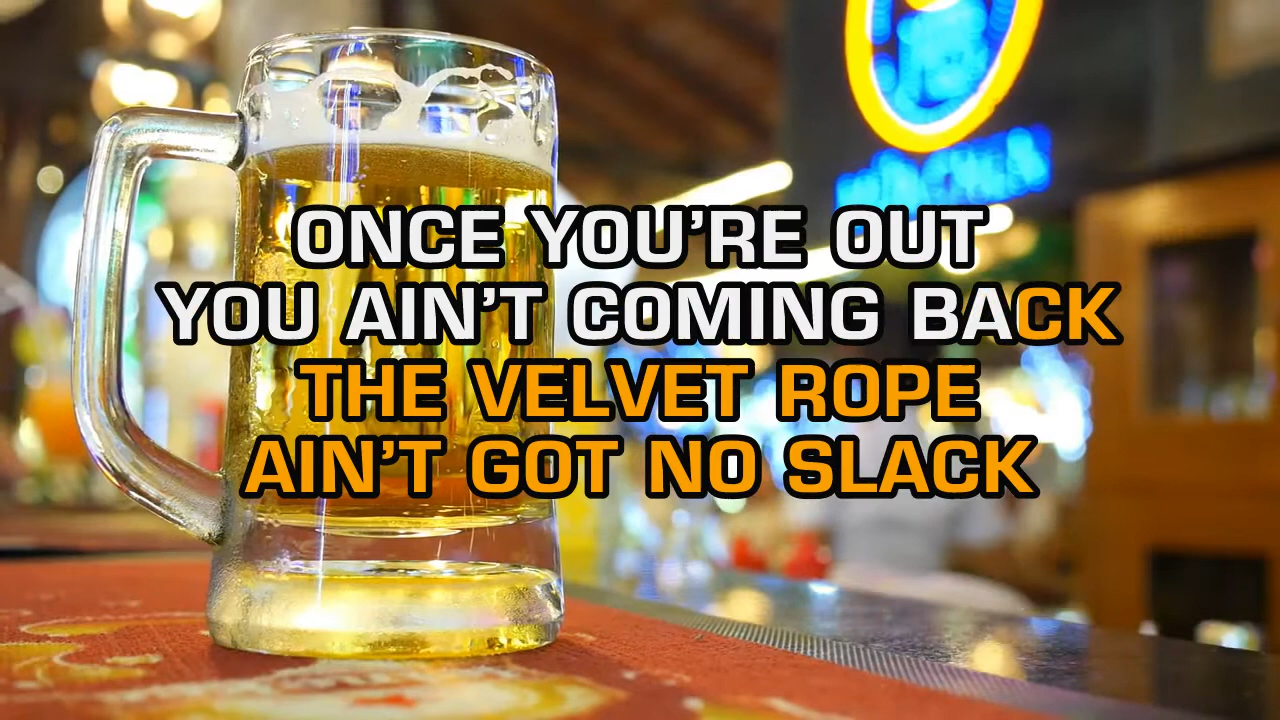 ONCE YOU'RE OUT
YOU AIN'T COMING BACK
THE VELVET ROPE
AIN'T GOT NO SLACK